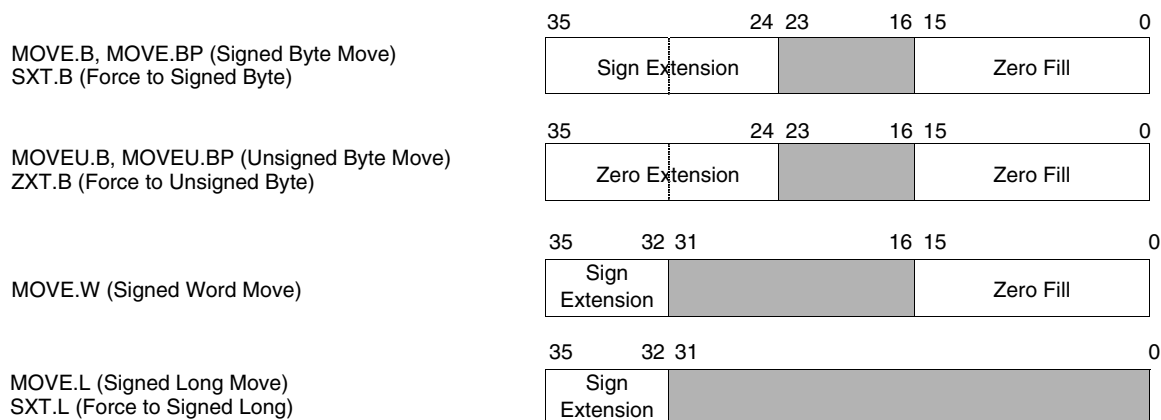 35 24 23 16 15 0
MOVE.B, MOVE.BP (Signed Byte Move)
SXT.B (Force to Signed Byte)
Sign Extension Zero Fill
35 24 23 16 15 0
MOVEU.B, MOVEU.BP (Unsigned Byte Move)
ZXT.B (Force to Unsigned Byte)
Zero Extension Zero Fill
35 32 31 16 15 0
MOVE.W (Signed Word Move)
Sign
Extension
Zero Fill
35 32 31 0
MOVE.L (Signed Long Move)
SXT.L (Force to Signed Long)
Sign
Extension